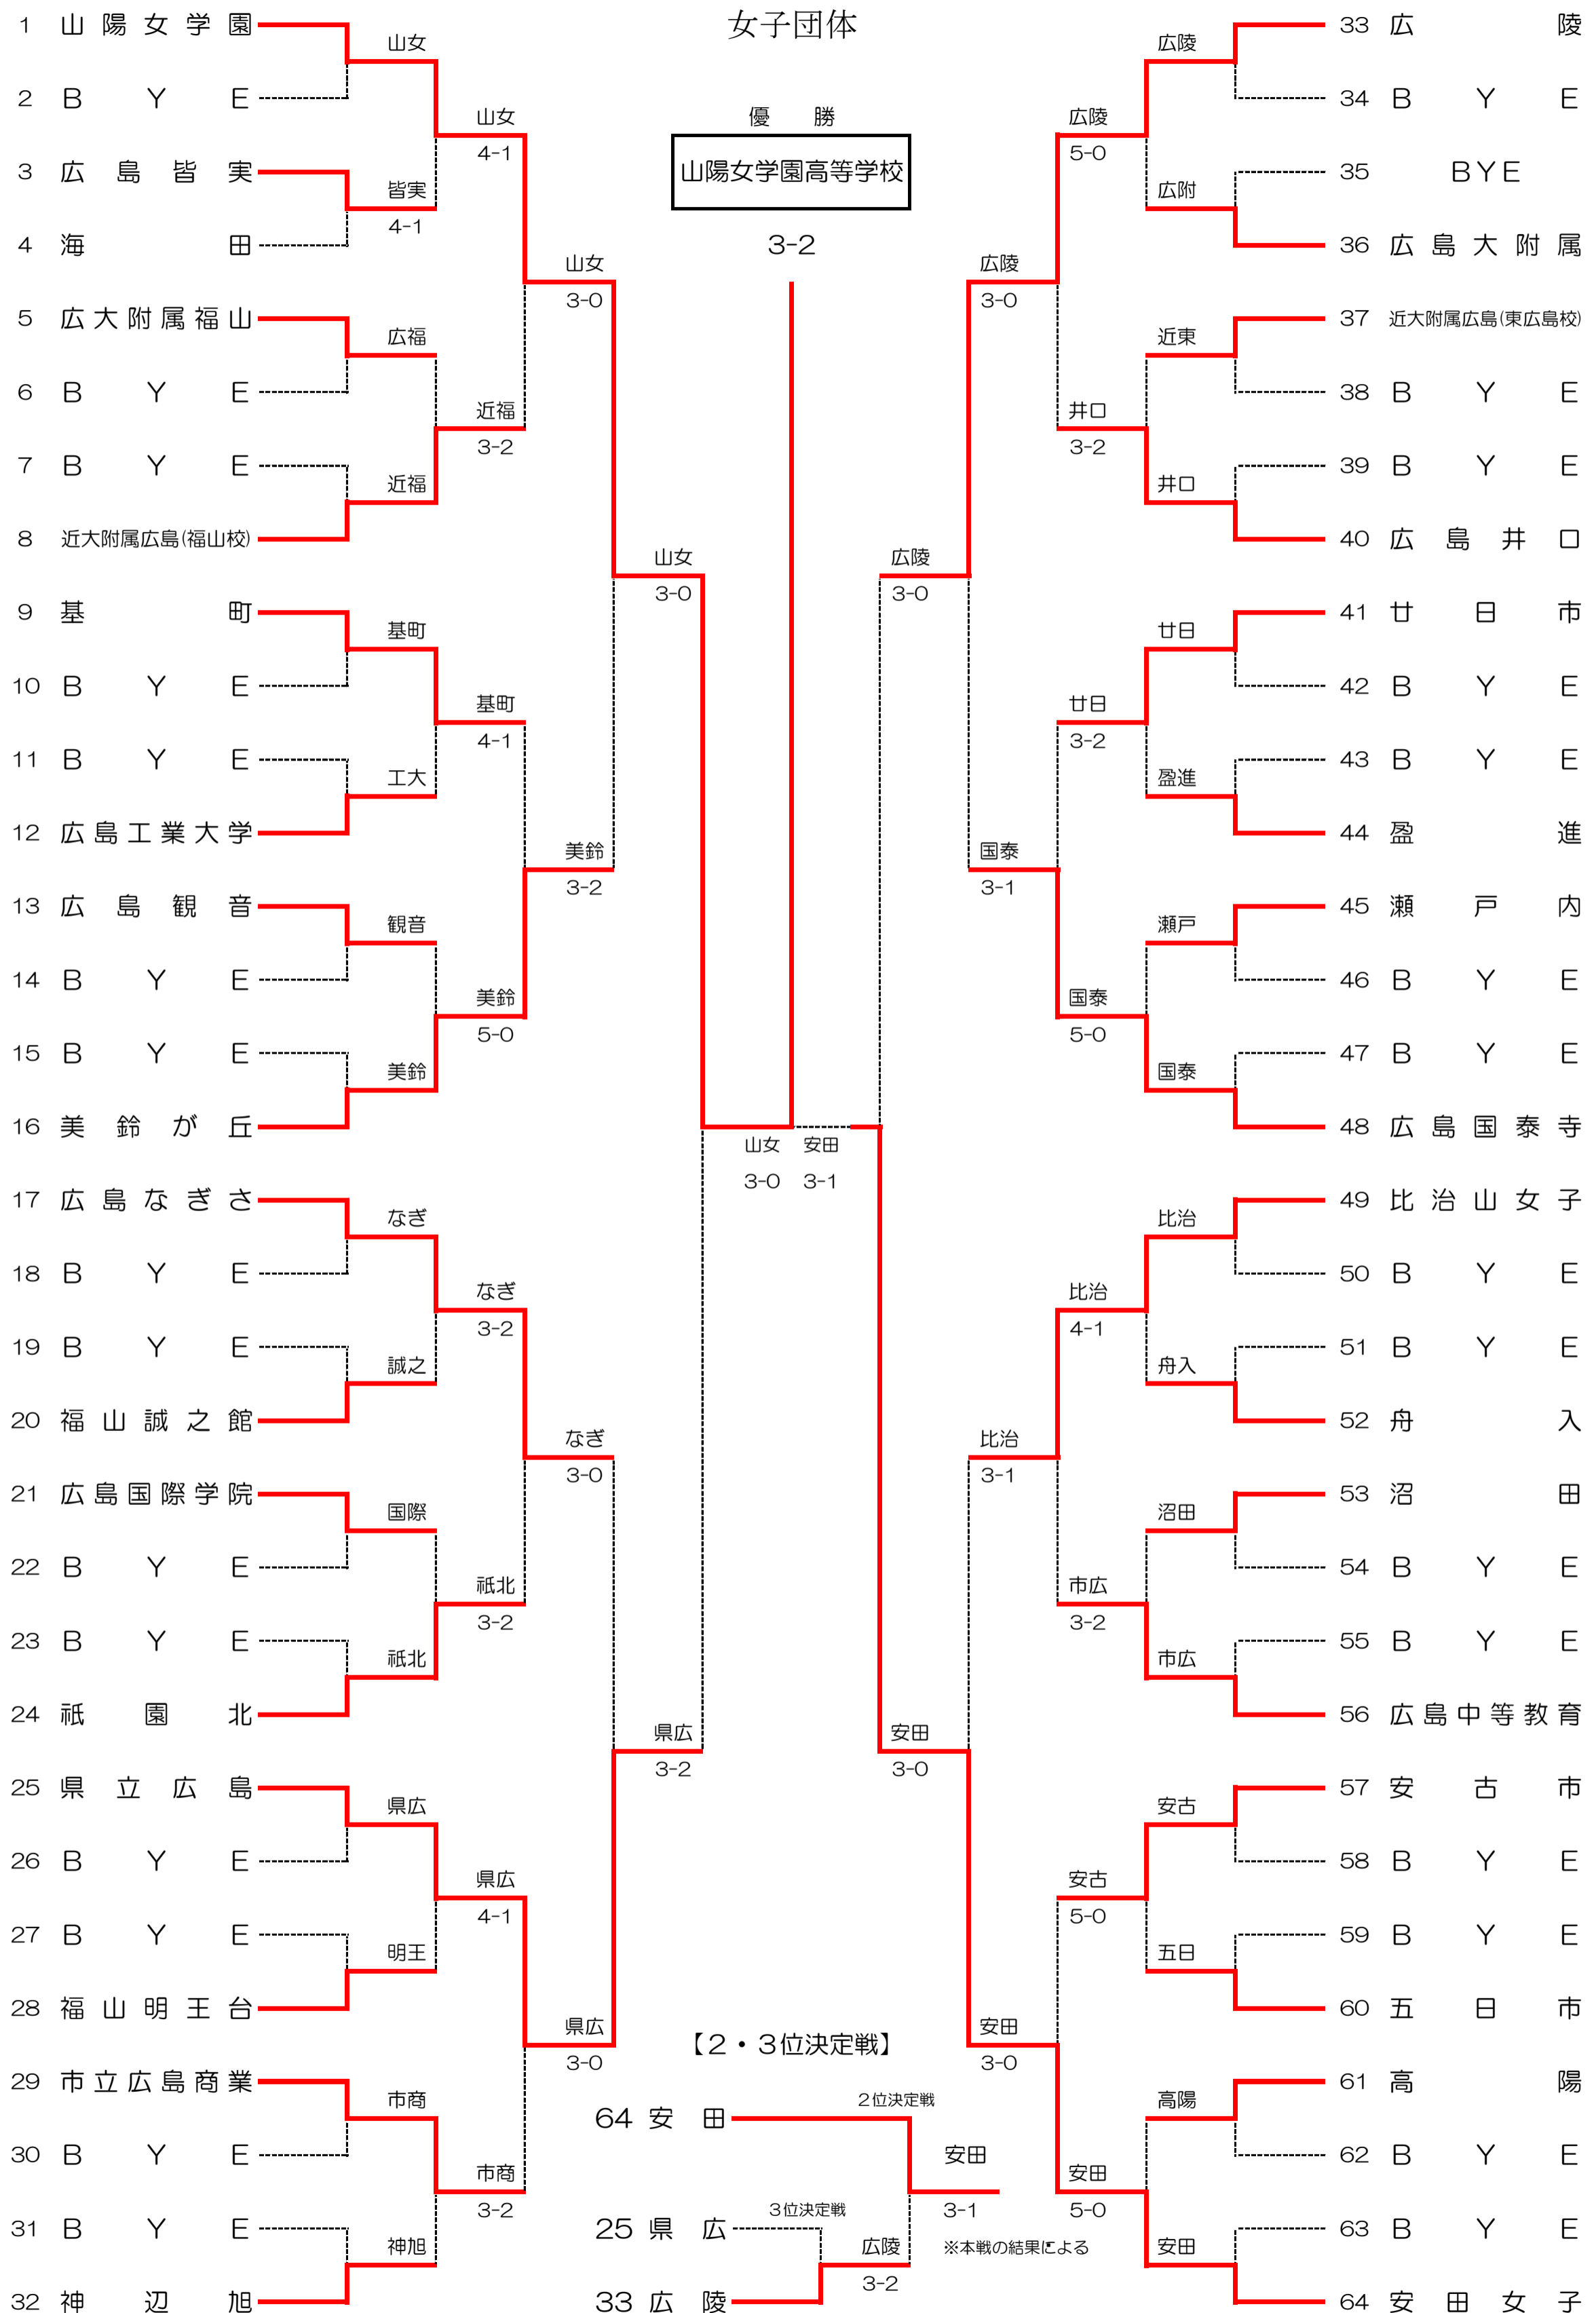 女子団体
優 勝
山陽女学園高等学校
3-2
1 山陽女学園
2 BYE
3 広島皆実
4 海田
5 広大附属福山
6 BYE
7 BYE
8 近大附属広島(福山校)
9 基町
10 BYE
11 BYE
12 広島工業大学
13 広島観音
14 BYE
15 BYE
16 美鈴が丘
17 広島なぎさ
18 BYE
19 BYE
20 福山誠之館
21 広島国際学院
22 BYE
23 BYE
24 祇園北
25 県立広島
26 BYE
27 BYE
28 福山明王台
29 市立広島商業
30 BYE
31 BYE
32 神辺旭
山女
皆実
4-1
広福
近福
基町
工大
観音
美鈴
なぎ
誠之
国際
祇北
県広
明王
市商
神旭
山女
4-1
近福
3-2
基町
4-1
美鈴
5-0
なぎ
3-2
祇北
3-2
県広
4-1
市商
3-2
山女
3-0
美鈴
3-2
なぎ
3-0
県広
3-0
山女
3-0
県広
3-2
山女
3-0
安田
3-1
広陵
3-0
安田
3-0
広陵
3-0
国泰
3-1
比治
3-1
安田
3-0
広陵
5-0
井口
3-2
廿日
3-2
国泰
5-0
比治
4-1
市広
3-2
安古
5-0
安田
5-0
広陵
広附
近東
井口
廿日
盈進
瀬戸
国泰
比治
舟入
沼田
市広
安古
五日
高陽
安田
33 広陵
34 BYE
35 BYE
36 広島大附属
37 近大附属広島(東広島校)
38 BYE
39 BYE
40 広島井口
41 廿日市
42 BYE
43 BYE
44 盈進
45 瀬戸内
46 BYE
47 BYE
48 広島国泰寺
49 比治山女子
50 BYE
51 BYE
52 舟入
53 沼田
54 BYE
55 BYE
56 広島中等教育
57 安古市
58 BYE
59 BYE
60 五日市
61 高陽
62 BYE
63 BYE
64 安田女子
【2・3位決定戦】
2位決定戦
64 安田
安田
3-1
3位決定戦
25 県広
広陵
3-2
33 広陵
※本戦の結果による